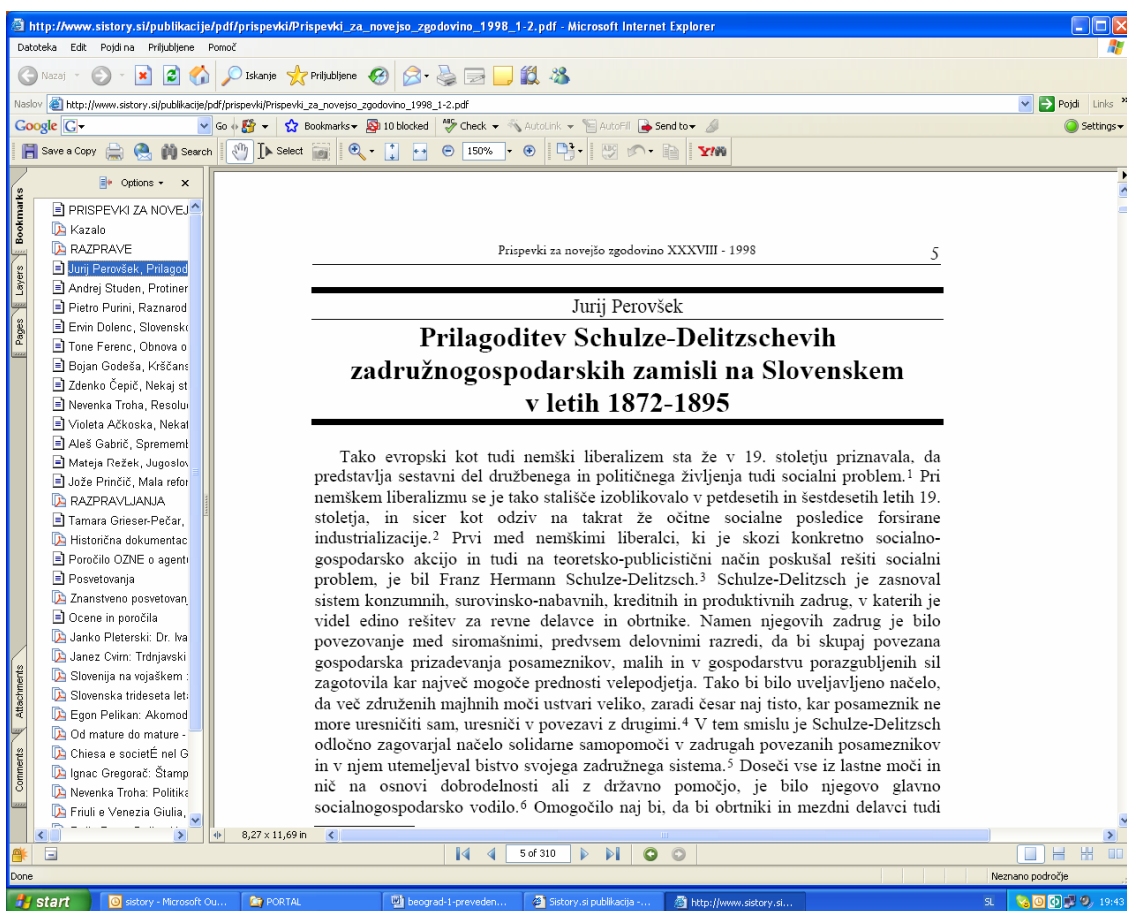 http://www.sistory.si/publikacije/pdf/prispevki/Prispevki_za_novejso_zgodovino_1998_1-2.pdf - Microsoft Internet Explorer
Datoteka Edit Pojdi na Priljubljene Pomoč
Nazaj Iskanje Priljubljene
Naslov http://www.sistory.si/publikacije/pdf/prispevki/Prispevki_za_novejso_zgodovino_1998_1-2.pdf Pojdi Links »
Google G Go Bookmarks 10 blocked ABC Check AutoLink AutoFill Send to Settings
Save a Copy Search Select 150% Y!
Options x
Bookmarks
Layers
Pages
Attachments
Comments
PRISPEVKI ZA NOVEJ
Kazalo
RAZPRAVE
Jurij Perovšek, Prilagod
Andrej Studen, Protiner
Pietro Purini, Raznarod
Ervin Dolenc, Slovensk
Tone Ferenc, Obnova o
Bojan Godeša, Krščans
Zdenko Čepič, Nekaj st
Nevenka Troha, Resolu
Violeta Ačkoska, Nekat
Aleš Gabrič, Sprememb
Mateja Režek, Jugoslov
Jože Prinčič, Mala refor
RAZPRAVLJANJA
Tamara Grieser-Pečar,
Historična dokumentac
Poročilo OZNE o agent
Posvetovanja
Znanstveno posvetovan
Ocene in poročila
Janko Pleterski: Dr. Iva
Janez Cvirn: Trdnjavski
Slovenija na vojaškem
Slovenska trideseta let
Egon Pelikan: Akomod
Od mature do mature -
Chiesa e societÉ nel G
Ignac Gregorač: Štamp
Nevenka Troha: Politika
Friuli e Venezia Giulia,
Prispevki za novejšo zgodovino XXXVIII - 1998 5
Jurij Perovšek
Prilagoditev Schulze-Delitzschevih
zadružnogospodarskih zamisli na Slovenskem
v letih 1872-1895
Tako evropski kot tudi nemški liberalizem sta že v 19. stoletju priznavala, da
predstavlja sestavni del družbenega in političnega življenja tudi socialni problem.1 Pri
nemškem liberalizmu se je tako stališče izoblikovalo v petdesetih in šestdesetih letih 19.
stoletja, in sicer kot odziv na takrat že očitne socialne posledice forsirane
industrializacije.2 Prvi med nemškimi liberalci, ki je skozi konkretno socialno-
gospodarsko akcijo in tudi na teoretsko-publicistični način poskušal rešiti socialni
problem, je bil Franz Hermann Schulze-Delitzsch.3 Schulze-Delitzsch je zasnoval
sistem konzumnih, surovinsko-nabavnih, kreditnih in produktivnih zadrug, v katerih je
videl edino rešitev za revne delavce in obrtnike. Namen njegovih zadrug je bilo
povezovanje med siromašnimi, predvsem delovnimi razredi, da bi skupaj povezana
gospodarska prizadevanja posameznikov, malih in v gospodarstvu porazgubljenih sil
zagotovila kar največ mogoče prednosti velepodjetja. Tako bi bilo uveljavljeno načelo,
da več združenih majhnih moči ustvari veliko, zaradi česar naj tisto, kar posameznik ne
more uresničiti sam, uresniči v povezavi z drugimi.4 V tem smislu je Schulze-Delitzsch
odločno zagovarjal načelo solidarne samopomoči v zadrugah povezanih posameznikov
in v njem utemeljeval bistvo svojega zadružnega sistema.5 Doseči vse iz lastne moči in
nič na osnovi dobrodelnosti ali z državno pomočjo, je bilo njegovo glavno
socialnogospodarsko vodilo.6 Omogočilo naj bi, da bi obrtniki in mezdni delavci tudi
8,27 x 11,69 in
5 of 310
Done Neznano področje
start sistory - Microsoft Ou... PORTAL beograd-1-preveden... Sistory.si publikacija -... http://www.sistory.si... SL 19:43